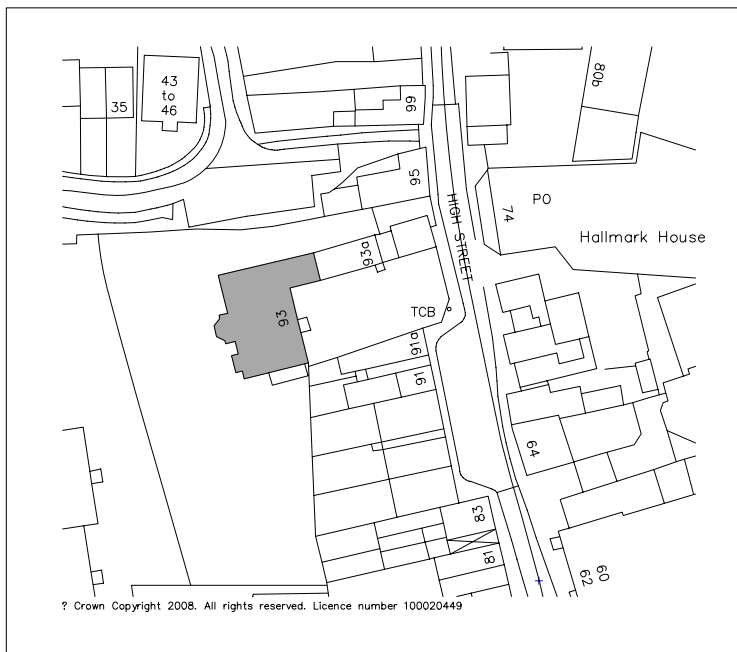 43
to
46
35
99
80b
95
HIGH STREET
PO
74
Hallmark House
93a
93
TCB
91a
91
64
83
81
60
62
? Crown Copyright 2008. All rights reserved. Licence number 100020449